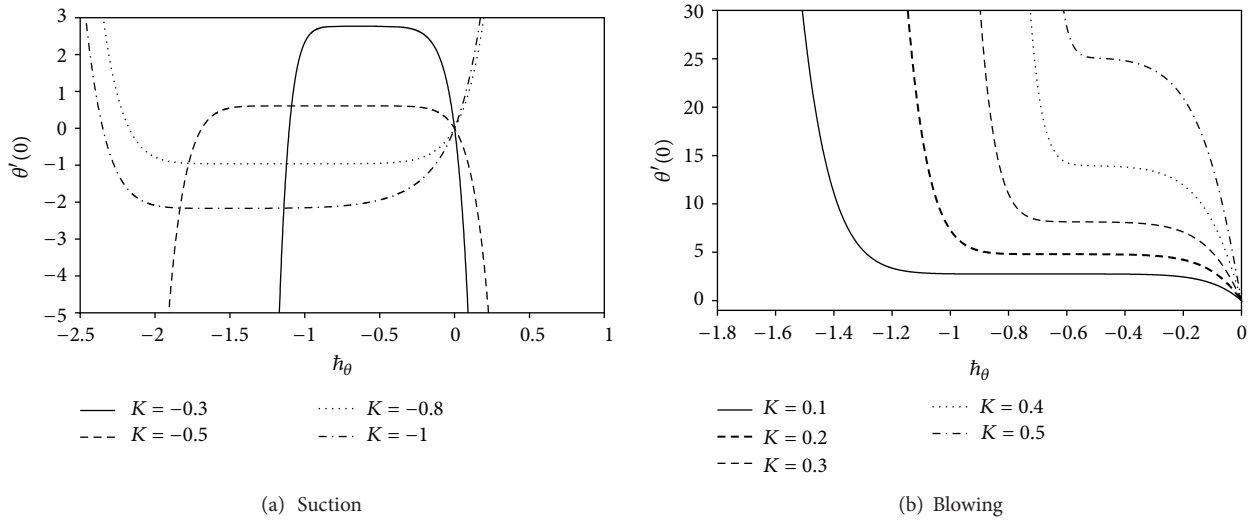 3
2
1
0
−1
−2
−3
−4
−5
θ′(0)
−2.5 −2 −1.5 −1 −0.5 0 0.5 1
ħθ
K = −0.3
K = −0.5
K = −0.8
K = −1
(a) Suction
30
25
20
15
10
5
0
θ′(0)
−1.8 −1.6 −1.4 −1.2 −1 −0.8 −0.6 −0.4 −0.2 0
ħθ
K = 0.1
K = 0.2
K = 0.3
K = 0.4
K = 0.5
(b) Blowing